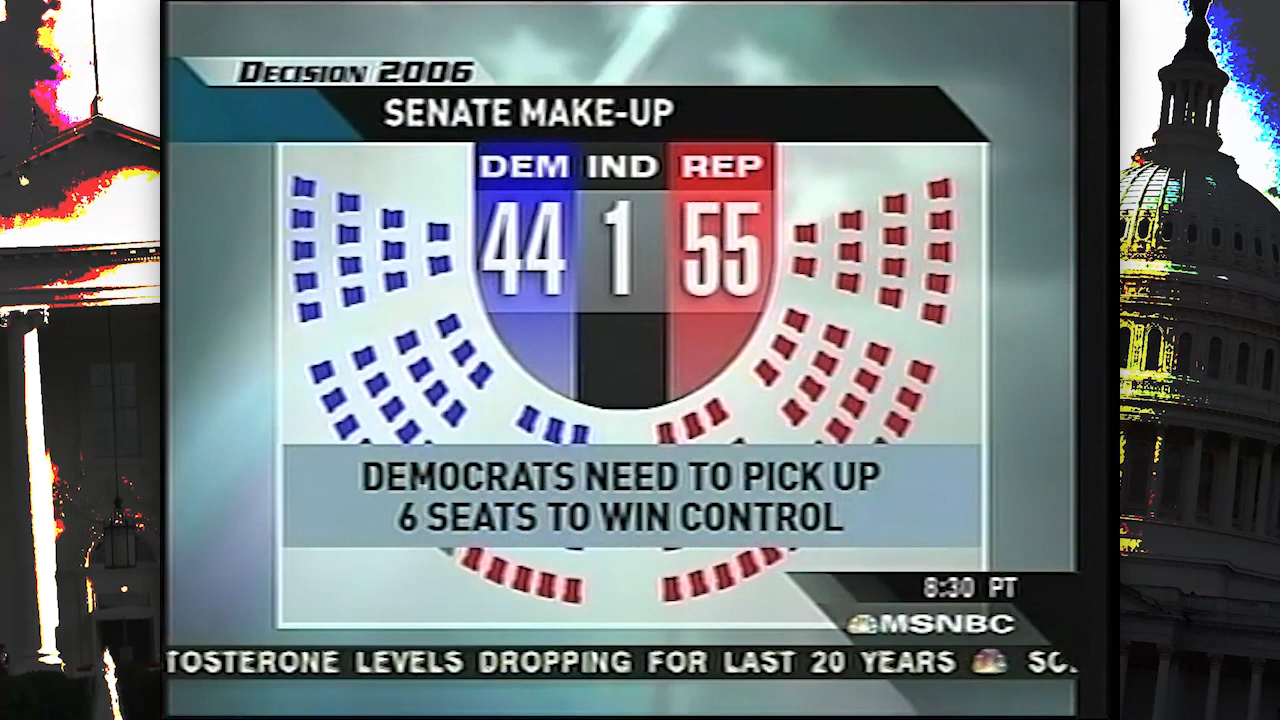 DECISION 2006
SENATE MAKE-UP
DEM IND REP
44 1 55
DEMOCRATS NEED TO PICK UP
6 SEATS TO WIN CONTROL
8:30 PT
MSNBC
TOSTERONE LEVELS DROPPING FOR LAST 20 YEARS